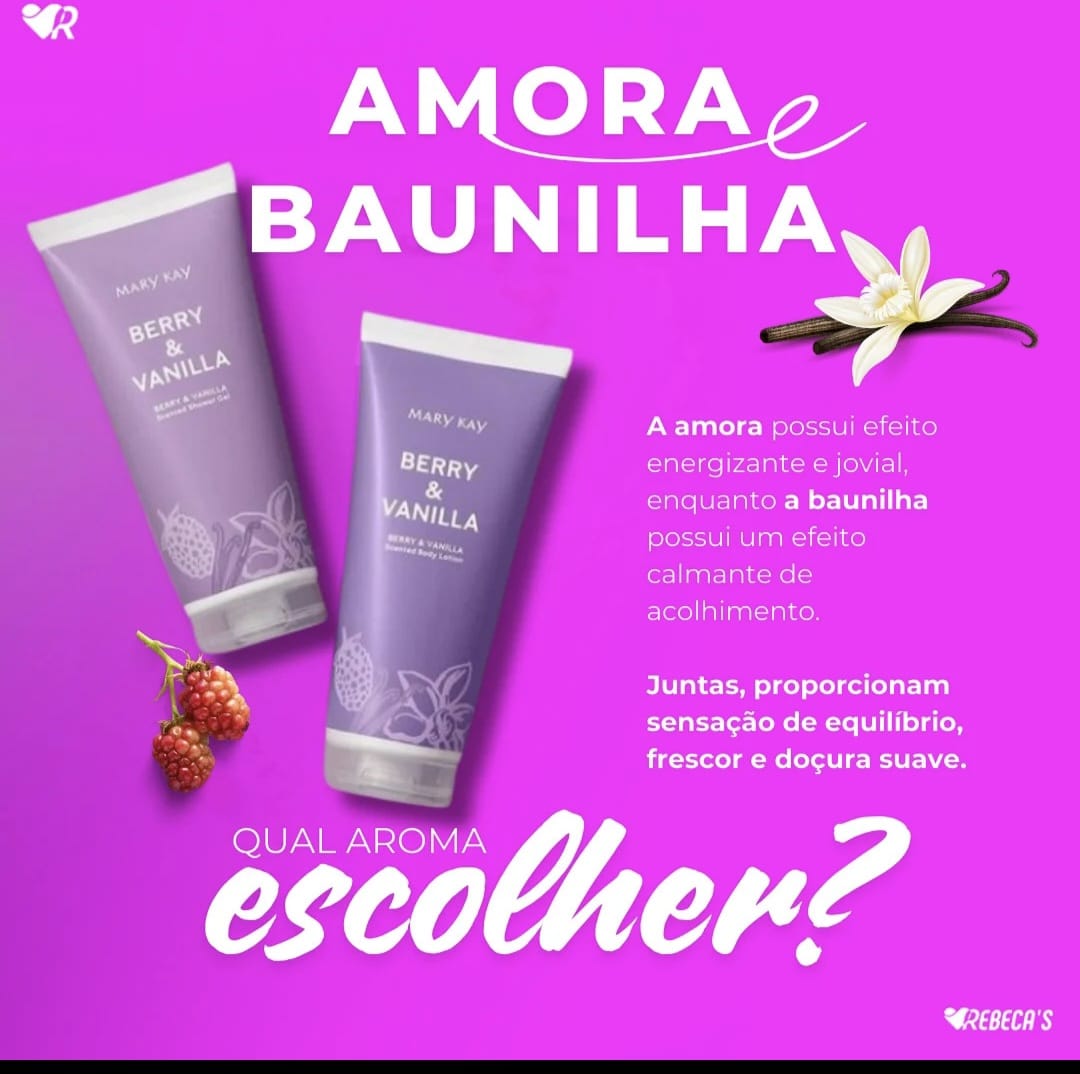 R
AMORA e
BAUNILHA
MARY KAY
BERRY
&
VANILLA
BERRY & VANILLA
Scented Shower Gel
MARY KAY
BERRY
&
VANILLA
BERRY & VANILLA
Scented Body Lotion
A amora possui efeito
energizante e jovial,
enquanto a baunilha
possui um efeito
calmante de
acolhimento.
Juntas, proporcionam
sensação de equilíbrio,
frescor e doçura suave.
QUAL AROMA
escolher?
REBECA'S